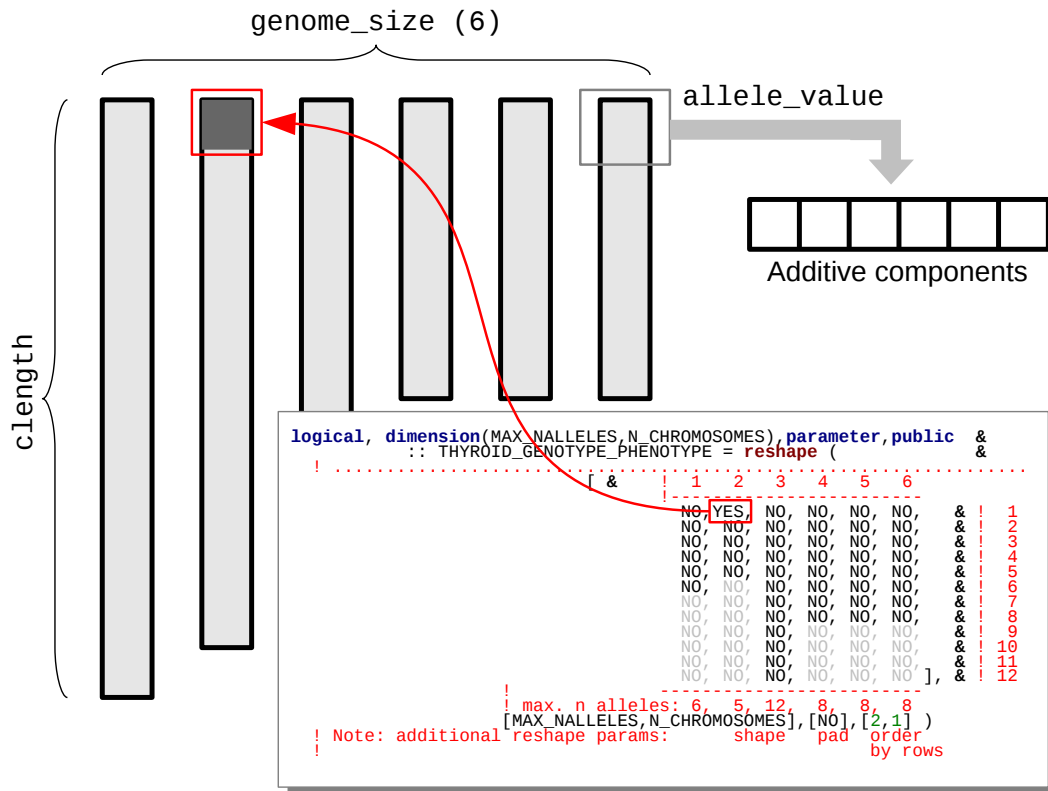 genome_size (6)
allele_value
Additive components
clength
logical, dimension(MAX_NALLELES,N_CHROMOSOMES),parameter,public &
:: THYROID_GENOTYPE_PHENOTYPE = reshape ( &
! ..................................................................
[ & ! 1 2 3 4 5 6
!------------------------
NO,YES, NO, NO, NO, NO, & ! 1
NO, NO, NO, NO, NO, NO, & ! 2
NO, NO, NO, NO, NO, NO, & ! 3
NO, NO, NO, NO, NO, NO, & ! 4
NO, NO, NO, NO, NO, NO, & ! 5
NO, NO, NO, NO, NO, NO, & ! 6
NO, NO, NO, NO, NO, NO, & ! 7
NO, NO, NO, NO, NO, NO, & ! 8
NO, NO, NO, NO, NO, NO, & ! 9
NO, NO, NO, NO, NO, NO, & ! 10
NO, NO, NO, NO, NO, NO, & ! 11
NO, NO, NO, NO, NO, NO ], & ! 12
! -------------------------
! max. n alleles: 6, 5, 12, 8, 8, 8
[MAX_NALLELES,N_CHROMOSOMES],[NO],[2,1] )
! Note: additional reshape params: shape pad order
! by rows